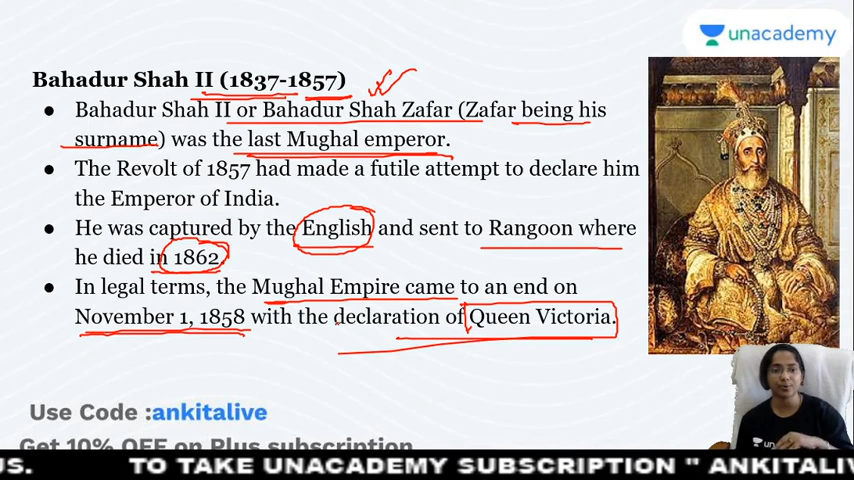 unacademy
Bahadur Shah II (1837-1857)
● Bahadur Shah II or Bahadur Shah Zafar (Zafar being his
surname) was the last Mughal emperor.
● The Revolt of 1857 had made a futile attempt to declare him
the Emperor of India.
● He was captured by the English and sent to Rangoon where
he died in 1862.
● In legal terms, the Mughal Empire came to an end on
November 1, 1858 with the declaration of Queen Victoria.
Use Code :ankitalive
Get 10% OFF on Plus subscription
un
US. TO TAKE UNACADEMY SUBSCRIPTION " ANKITALIV